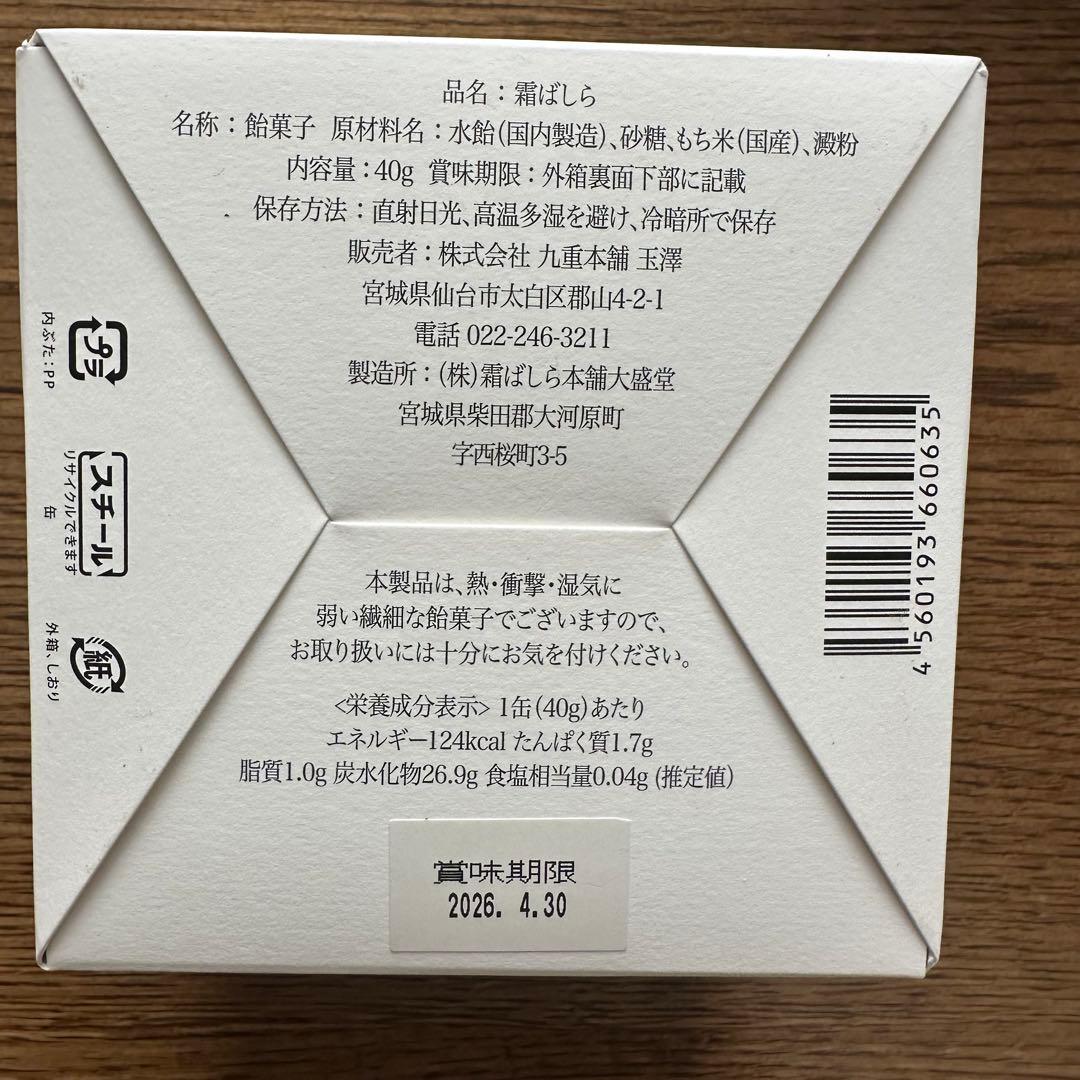 品名：霜ばしら
名称：飴菓子 原材料名：水飴(国内製造)、砂糖、もち米(国産)、澱粉
内容量：40g 賞味期限：外箱裏面下部に記載
保存方法：直射日光、高温多湿を避け、冷暗所で保存
販売者：株式会社 九重本舗 玉澤
宮城県仙台市太白区郡山4-2-1
電話 022-246-3211
製造所：(株)霜ばしら本舗大盛堂
宮城県柴田郡大河原町
字西桜町3-5
プラ
内ぶた：PP
スチール
リサイクルできます
缶
紙
外箱、しおり
4 560193 660635
本製品は、熱・衝撃・湿気に
弱い繊細な飴菓子でございますので、
お取り扱いには十分にお気を付けください。
<栄養成分表示> 1缶(40g)あたり
エネルギー124kcal たんぱく質1.7g
脂質1.0g 炭水化物26.9g 食塩相当量0.04g (推定値)
賞味期限
2026. 4.30